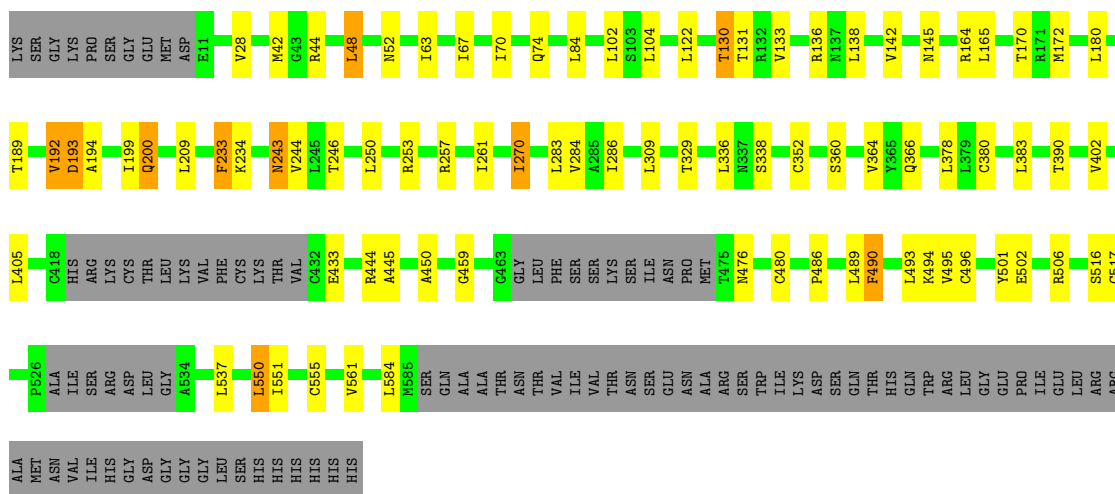 LYS SER GLY LYS PRO SER GLY GLU MET ASP E11 V28 M42 G43 R44 L48 N52 I63 I67 I70 Q74 L84 L102 S103 L104 L122 T130 T131 R132 V133 R136 N137 L138 V142 N145 R164 L165 T170 R171 M172 L180
T189 V192 D193 A194 I199 Q200 L209 F233 K234 N243 V244 L245 T246 L250 R253 R257 I261 I270 L283 V284 A285 I286 L309 T329 L336 N337 S338 C352 S360 V364 Y365 Q366 L378 L379 C380 L383 T390 V402
L405 C418 HIS ARG LYS CYS THR LEU LYS VAL PHE CYS LYS THR VAL C432 E433 R444 A445 A450 G459 G463 GLY LEU PHE SER SER LYS SER ILE ASN PRO MET T475 N476 C480 P486 L489 F490 L493 K494 V495 C496 Y501 E502 R506 S516
P526 ALA ILE SER ARG ASP LEU GLY A534 L537 L550 I551 C555 V561 L584 M585 SER GLN ALA ALA THR ASN THR VAL ILE VAL THR ASN SER GLU ASN ALA ARG SER TRP ILE LYS ASP SER GLN THR HIS GLN TRP ARG LEU GLY GLU PRO ILE GLU LEU ARG
ALA MET ASN VAL ILE HIS GLY ASP GLY GLY GLY LEU SER HIS HIS HIS HIS HIS HIS